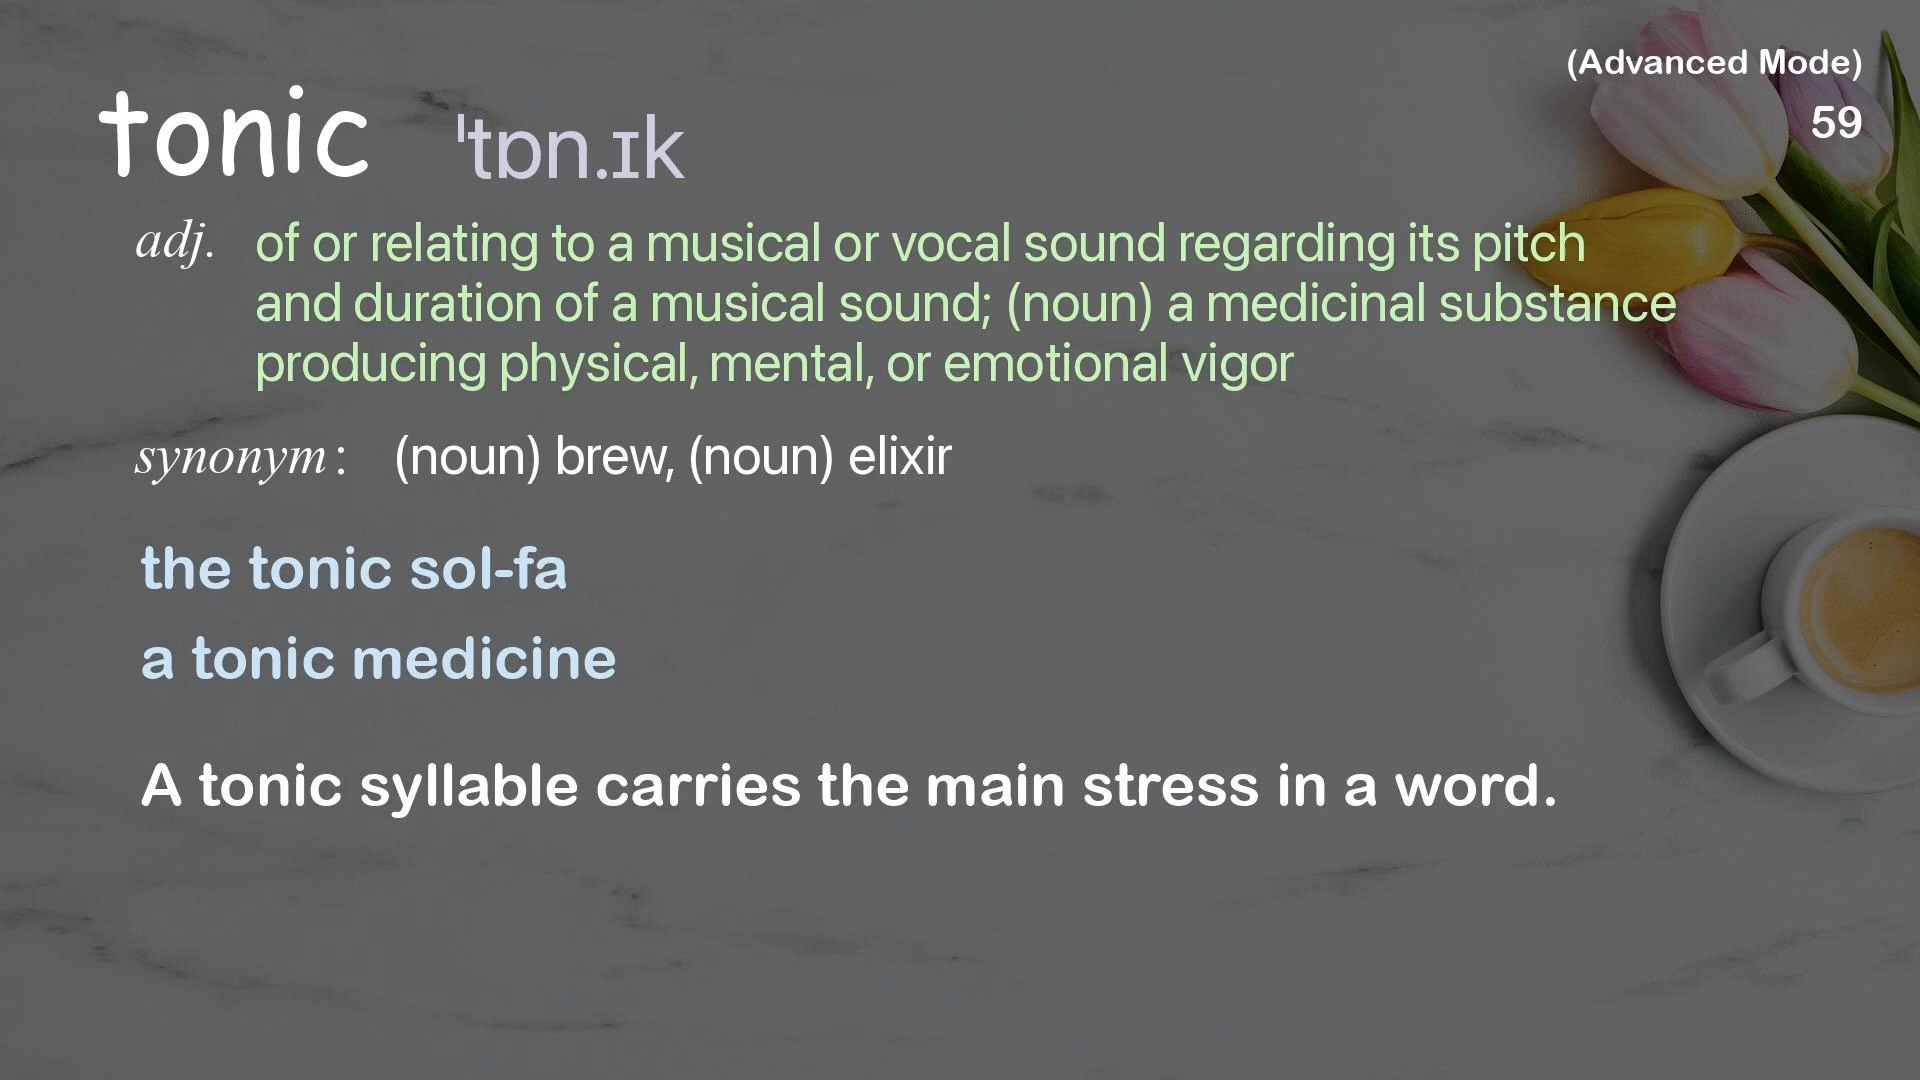 (Advanced Mode)
59
tonic ˈtɒn.ɪk
adj. of or relating to a musical or vocal sound regarding its pitch
and duration of a musical sound; (noun) a medicinal substance
producing physical, mental, or emotional vigor
synonym: (noun) brew, (noun) elixir
the tonic sol-fa
a tonic medicine
A tonic syllable carries the main stress in a word.